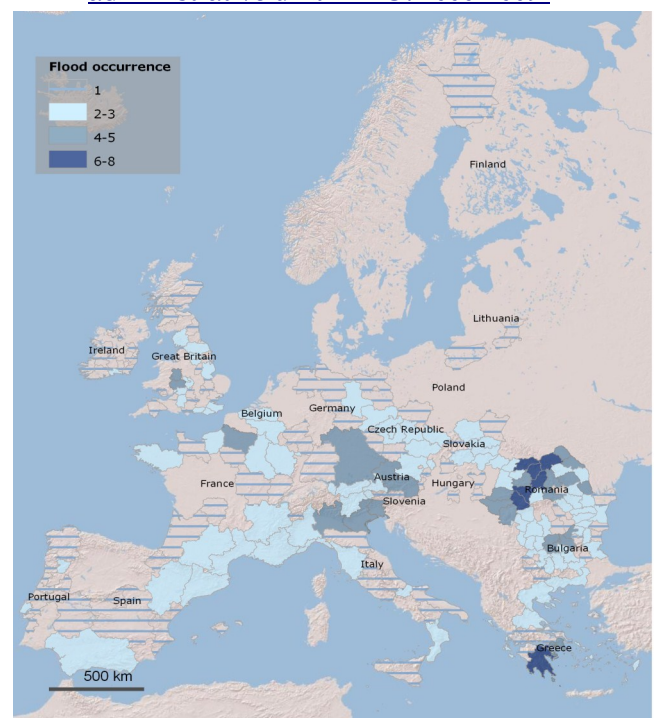 Flood occurrence
1
2-3
4-5
6-8
Finland
Lithuania
Ireland
Great Britain
Poland
Belgium
Germany
Czech Republic
Slovakia
France
Austria
Hungary
Romania
Slovenia
Bulgaria
Italy
Portugal
Spain
Greece
500 km